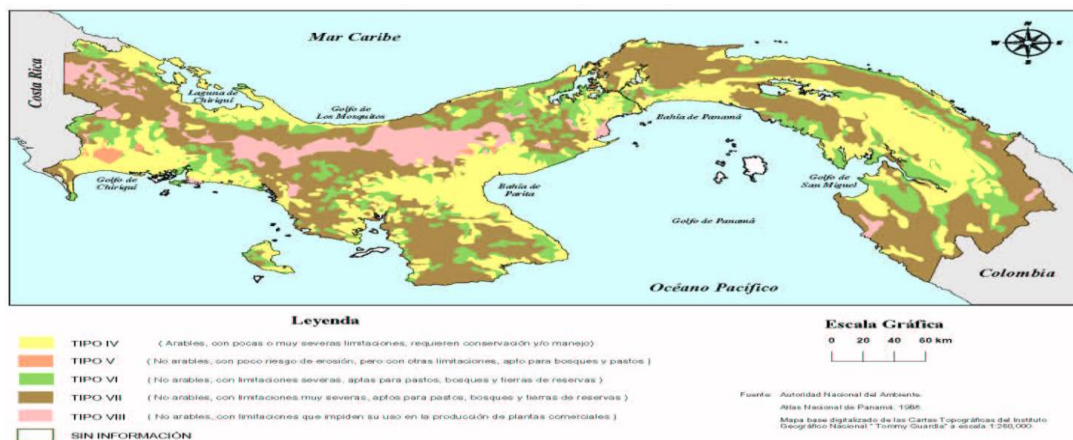 Mar Caribe
Costa Rica
Laguna de
Chiriquí
Golfo de
Los Mosquitos
Golfo de
Chiriquí
Bahía de
Parita
Bahía de Panamá
Golfo de
San Miguel
Golfo de Panamá
Océano Pacífico
Colombia
N
W
E
S
Leyenda
TIPO IV ( Arables, con pocas o muy severas limitaciones, requieren conservación y/o manejo)
TIPO V ( No arables, con poco riesgo de erosión, pero con otras limitaciones, apto para bosques y pastos )
TIPO VI ( No arables, con limitaciones severas, aptas para pastos, bosques y tierras de reservas )
TIPO VII ( No arables, con limitaciones muy severas, aptos para pastos, bosques y tierras de reservas )
TIPO VIII ( No arables, con limitaciones que impiden su uso en la producción de plantas comerciales )
SIN INFORMACIÓN
Escala Gráfica
0 20 40 60 km
Fuente: Autoridad Nacional del Ambiente.
Atlas Nacional de Panamá. 1988.
Mapa base digitalizado de las Cartas Topográficas del Instituto
Geográfico Nacional " Tommy Guardia" a escala 1:250,000.